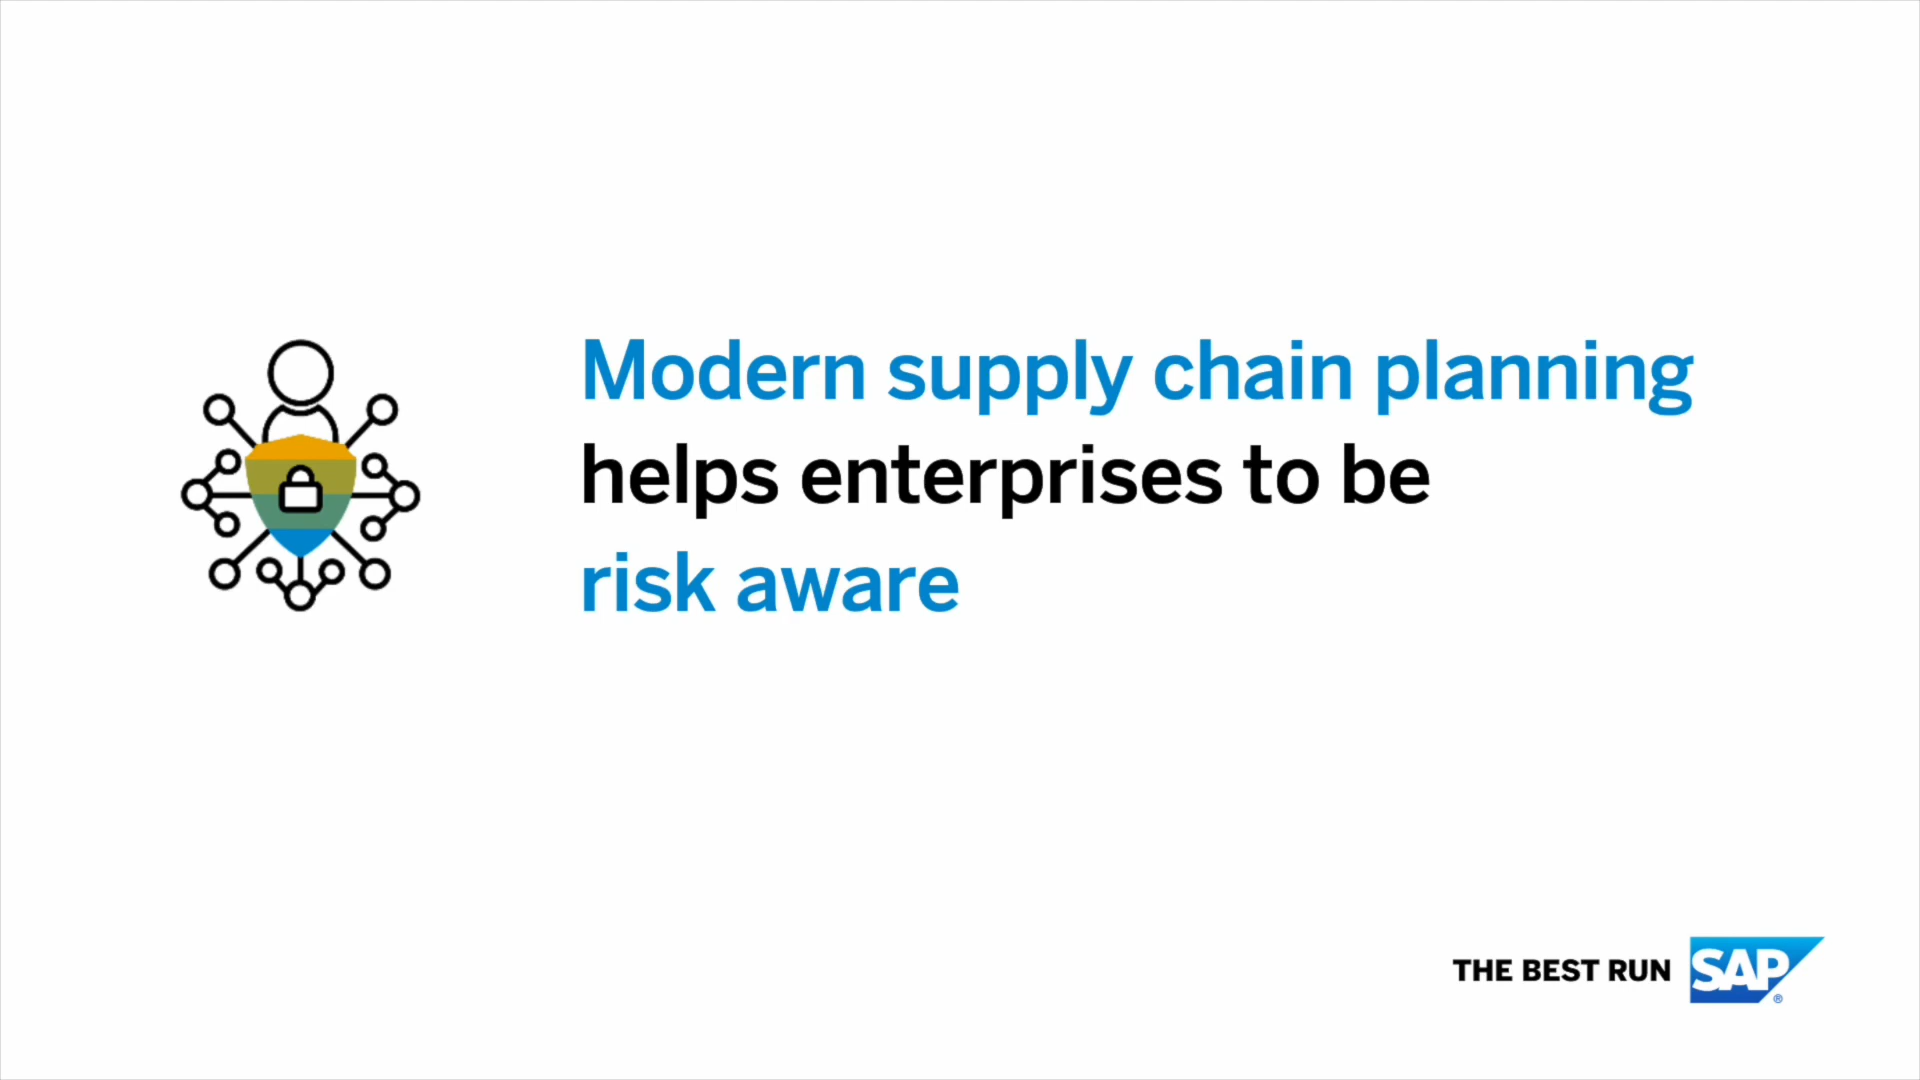 Modern supply chain planning
helps enterprises to be
risk aware
THE BEST RUN SAP®